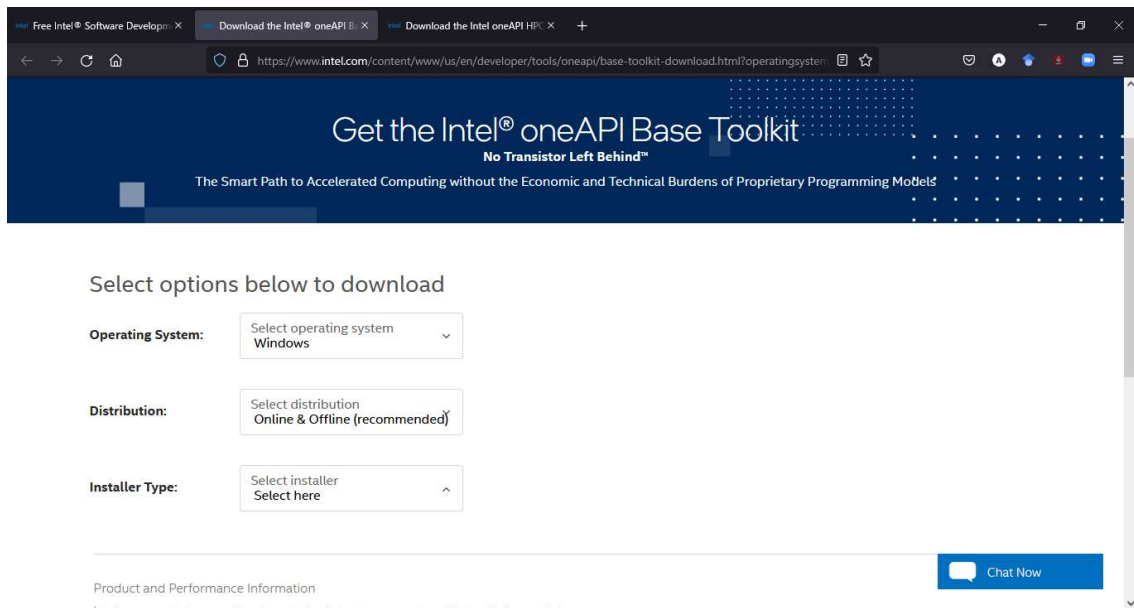 Free Intel® Software Developm
Download the Intel® oneAPI Ba
Download the Intel oneAPI HPC
https://www.intel.com/content/www/us/en/developer/tools/oneapi/base-toolkit-download.html?operatingsystem
Get the Intel® oneAPI Base Toolkit
No Transistor Left Behind™
The Smart Path to Accelerated Computing without the Economic and Technical Burdens of Proprietary Programming Models
Select options below to download
Operating System:
Select operating system
Windows
Distribution:
Select distribution
Online & Offline (recommended)
Installer Type:
Select installer
Select here
Chat Now
Product and Performance Information